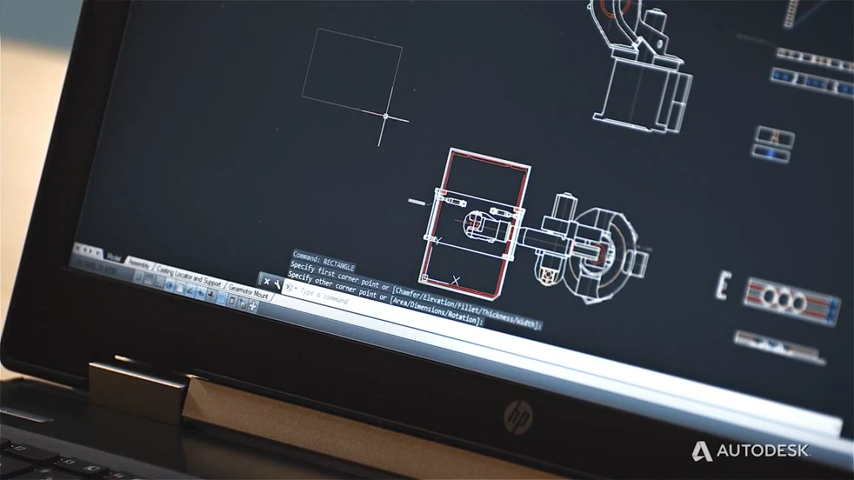 Command: RECTANGLE
Specify first corner point or [Chamfer/Elevation/Fillet/Thickness/Width]:
Specify other corner point or [Area/Dimensions/Rotation]:
Type a command
Model
Assembly
Casting Locator and Support
Gearmotor Mount
X
hp
AUTODESK